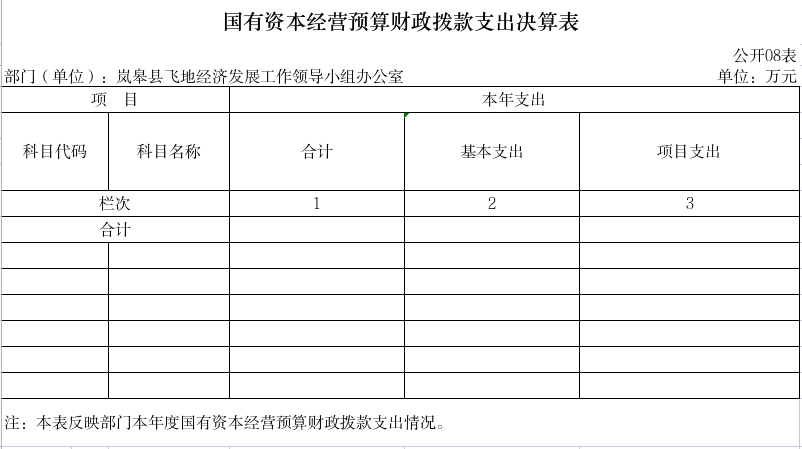 国有资本经营预算财政拨款支出决算表
公开08表
部门（单位）：岚皋县飞地经济发展工作领导小组办公室 单位：万元
项 目 本年支出
科目代码 科目名称 合计 基本支出 项目支出
栏次 1 2 3
合计
注：本表反映部门本年度国有资本经营预算财政拨款支出情况。